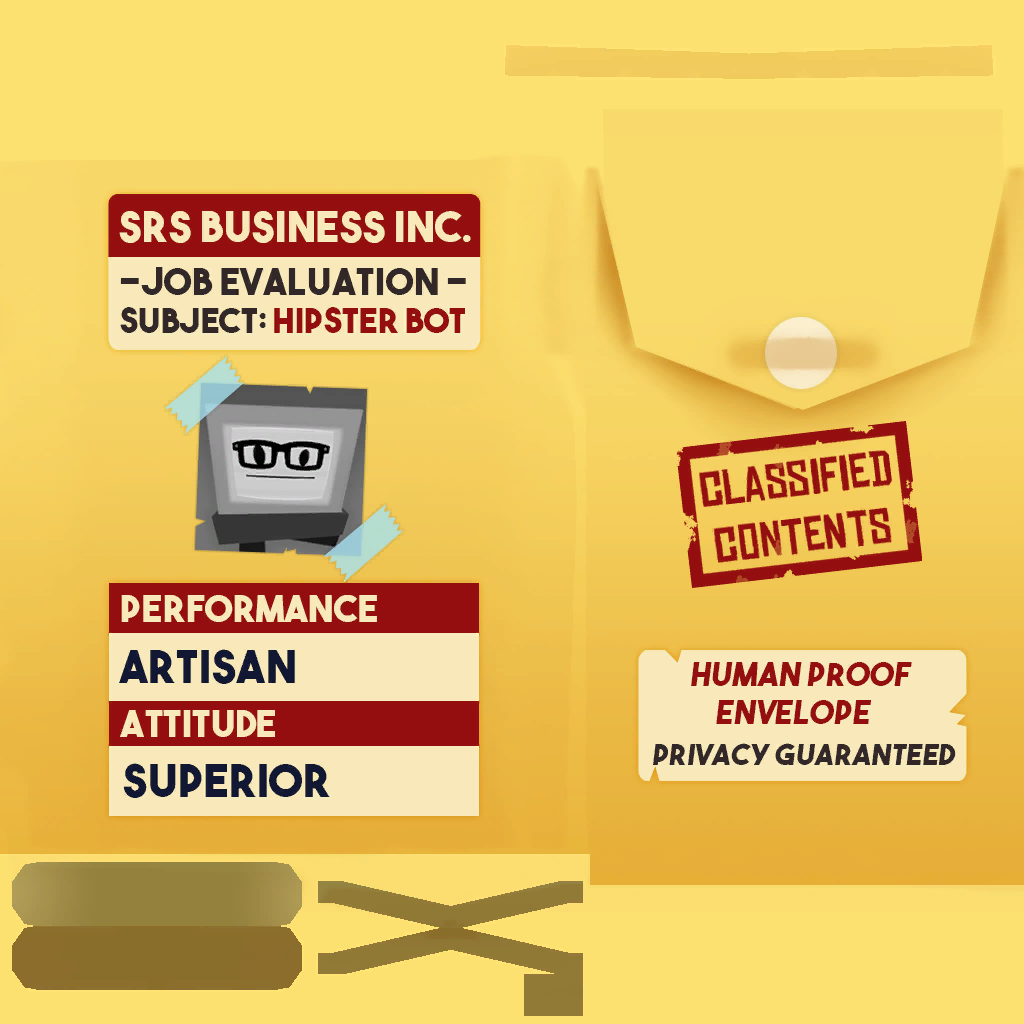 SRS BUSINESS INC.
-JOB EVALUATION -
SUBJECT: HIPSTER BOT
PERFORMANCE
ARTISAN
ATTITUDE
SUPERIOR
CLASSIFIED
CONTENTS
HUMAN PROOF
ENVELOPE
PRIVACY GUARANTEED